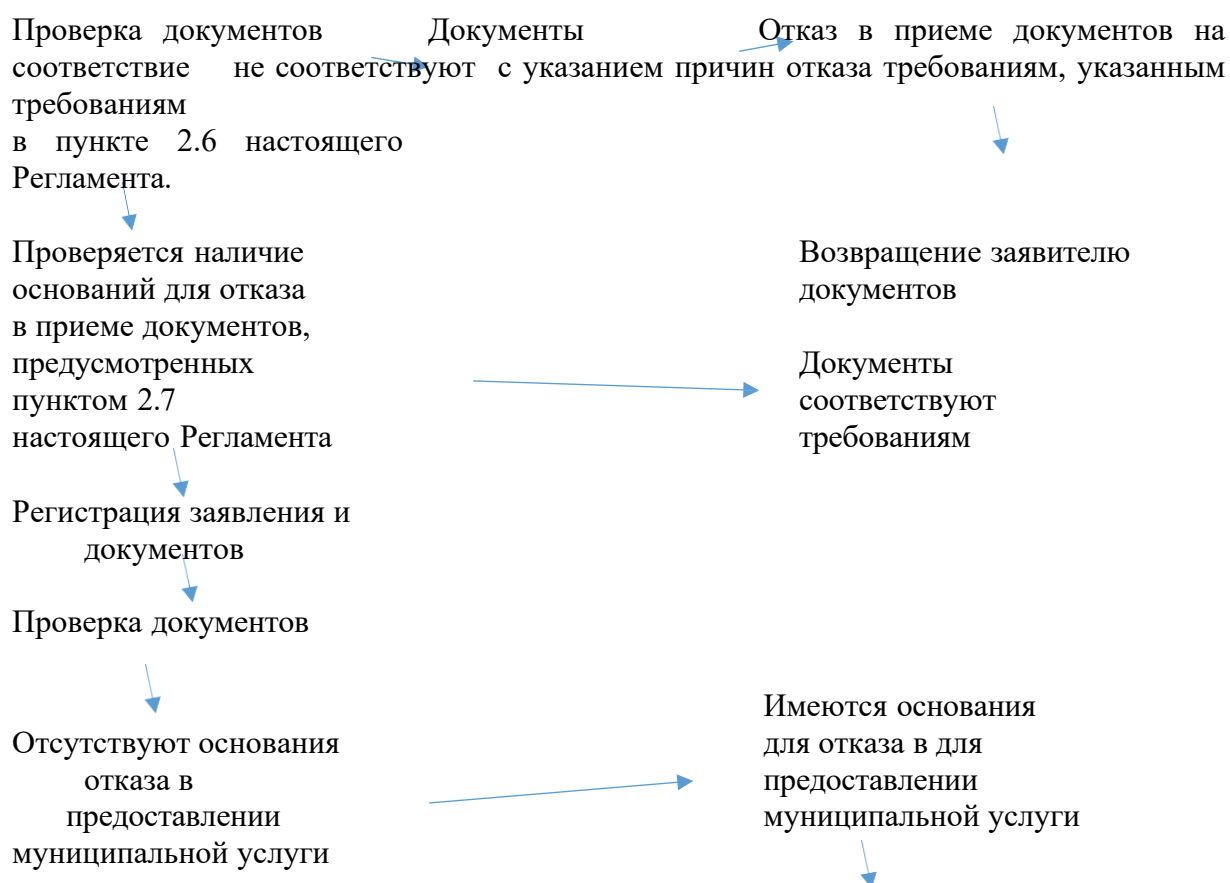 Проверка документов Документы Отказ в приеме документов на
соответствие не соответствуют с указанием причин отказа требованиям, указанным
требованиям
в пункте 2.6 настоящего
Регламента.
Проверяется наличие
оснований для отказа
в приеме документов,
предусмотренных
пунктом 2.7
настоящего Регламента
Возвращение заявителю
документов
Документы
соответствуют
требованиям
Регистрация заявления и
документов
Проверка документов
Отсутствуют основания
отказа в
предоставлении
муниципальной услуги
Имеются основания
для отказа в для
предоставлении
муниципальной услуги